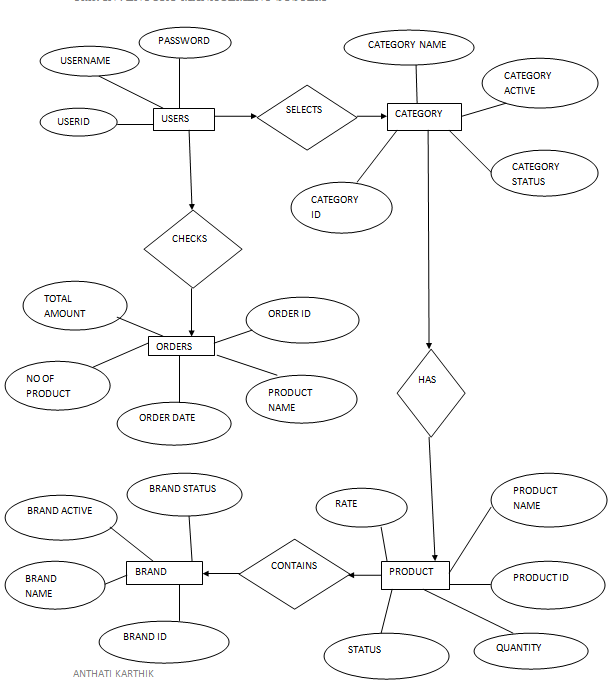 PASSWORD
CATEGORY NAME
USERNAME
CATEGORY
ACTIVE
USERID
USERS
SELECTS
CATEGORY
CATEGORY
STATUS
CATEGORY
ID
CHECKS
TOTAL
AMOUNT
ORDER ID
ORDERS
NO OF
PRODUCT
PRODUCT
NAME
HAS
ORDER DATE
BRAND STATUS
BRAND ACTIVE
RATE
PRODUCT
NAME
BRAND
CONTAINS
PRODUCT
BRAND
NAME
PRODUCT ID
BRAND ID
STATUS
QUANTITY
ANTHATI KARTHIK